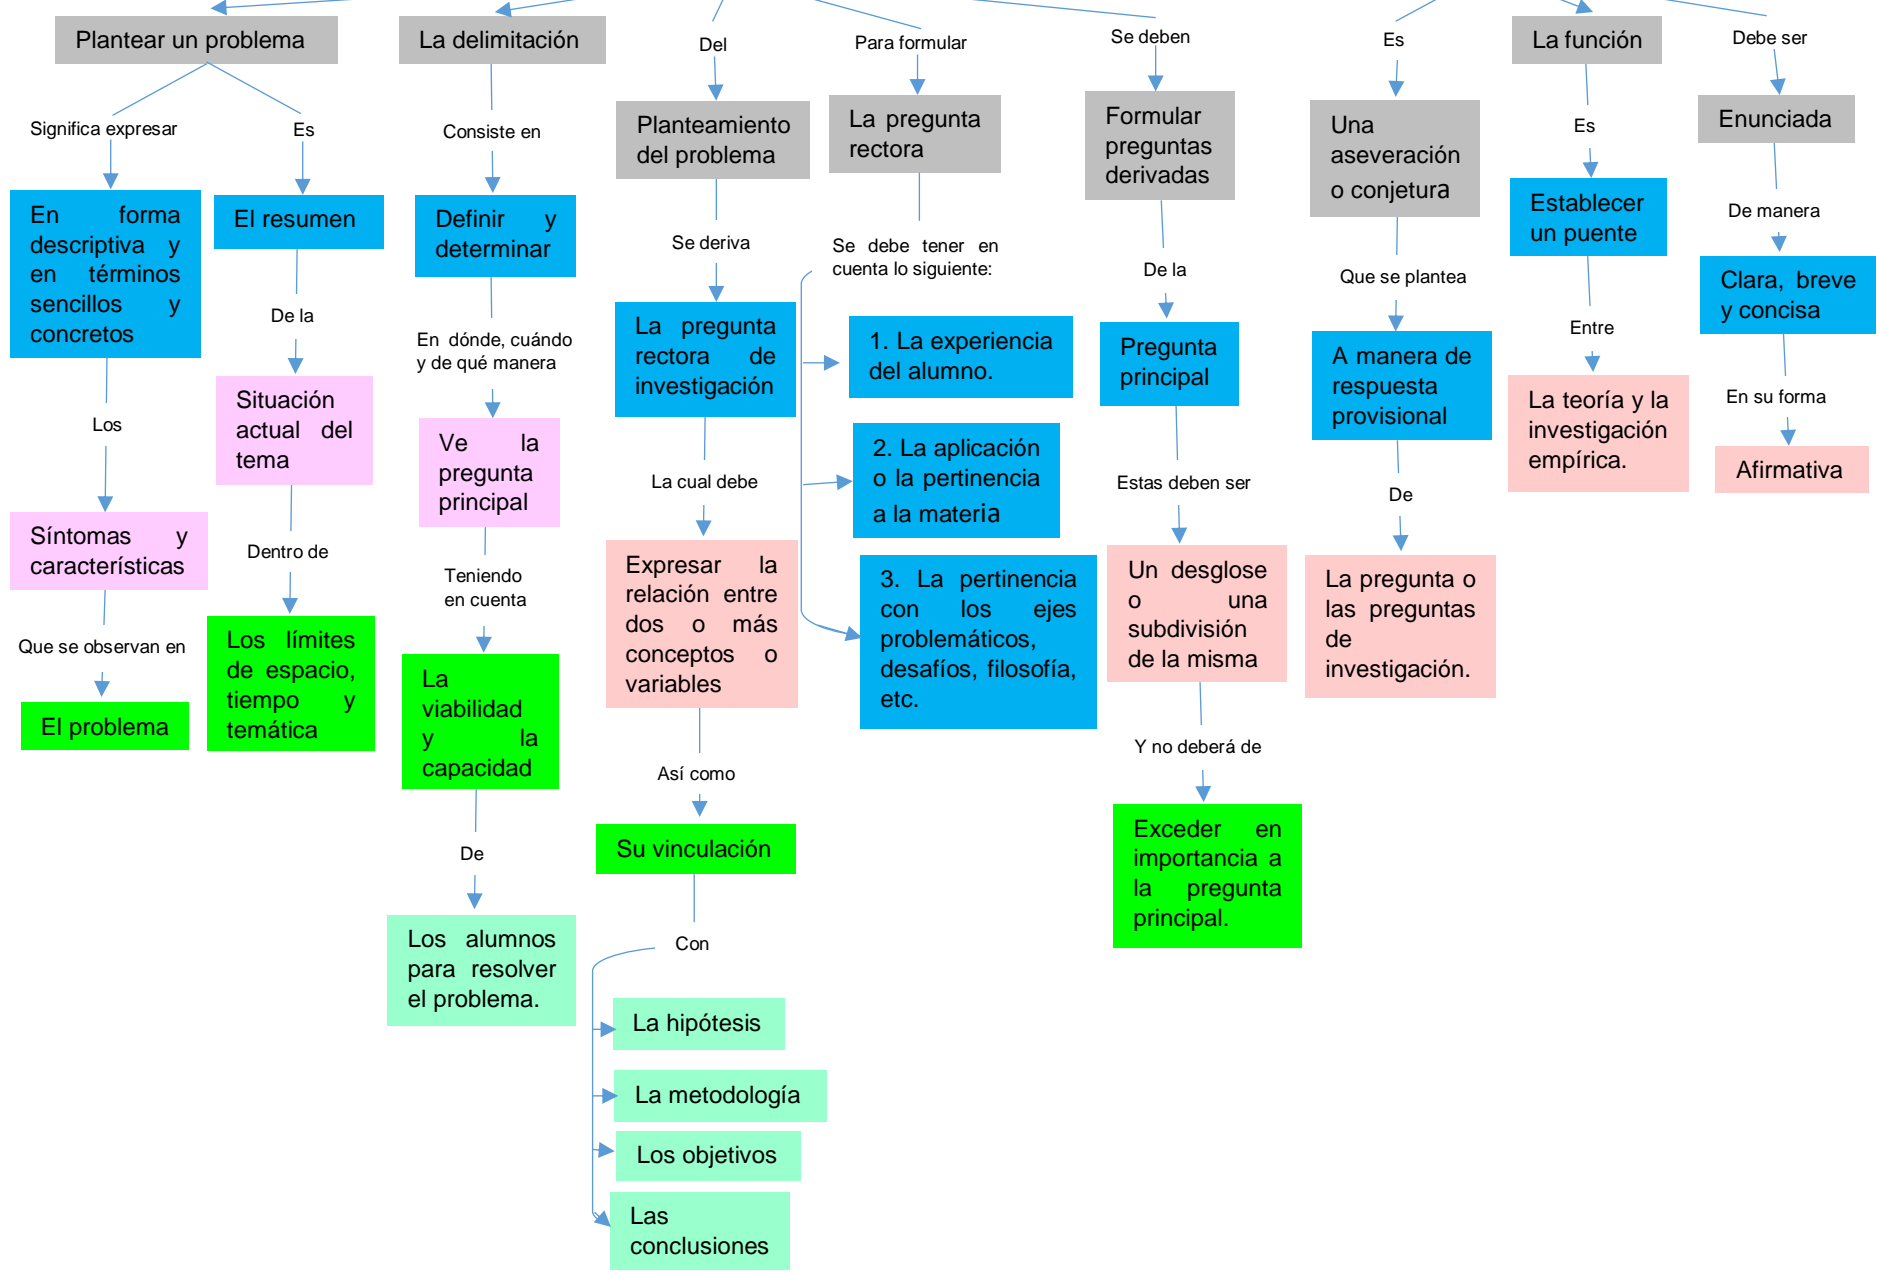 Plantear un problema
Significa expresar
Es
En forma
descriptiva y
en términos
sencillos y
concretos
Los
Síntomas y
características
Que se observan en
El problema
El resumen
De la
Situación
actual del
tema
Dentro de
Los límites
de espacio,
tiempo y
temática
La delimitación
Consiste en
Definir y
determinar
En dónde, cuándo
y de qué manera
Ve la
pregunta
principal
Teniendo
en cuenta
La
viabilidad
y la
capacidad
De
Los alumnos
para resolver
el problema.
Del
Planteamiento
del problema
Se deriva
La pregunta
rectora de
investigación
La cual debe
Expresar la
relación entre
dos o más
conceptos o
variables
Así como
Su vinculación
Con
La hipótesis
La metodología
Los objetivos
Las
conclusiones
Para formular
La pregunta
rectora
Se debe tener en
cuenta lo siguiente:
1. La experiencia
del alumno.
2. La aplicación
o la pertinencia
a la materia
3. La pertinencia
con los ejes
problemáticos,
desafíos, filosofía,
etc.
Se deben
Formular
preguntas
derivadas
De la
Pregunta
principal
Estas deben ser
Un desglose
o una
subdivisión
de la misma
Y no deberá de
Exceder en
importancia a
la pregunta
principal.
Es
Una
aseveración
o conjetura
Que se plantea
A manera de
respuesta
provisional
De
La pregunta o
las preguntas
de
investigación.
La función
Es
Establecer
un puente
Entre
La teoría y la
investigación
empírica.
Debe ser
Enunciada
De manera
Clara, breve
y concisa
En su forma
Afirmativa